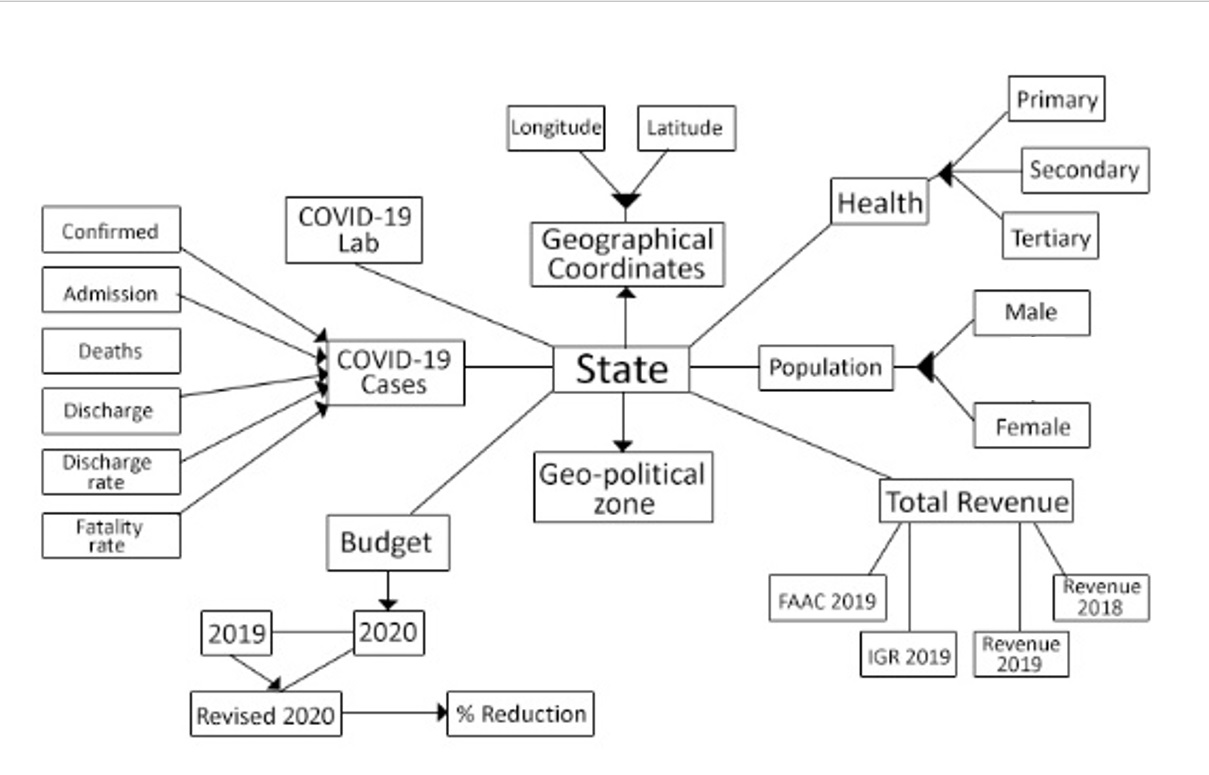 Primary
Longitude
Latitude
Secondary
Health
COVID-19
Lab
Confirmed
Geographical
Coordinates
Tertiary
Admission
Male
Deaths
COVID-19
Cases
State
Population
Discharge
Female
Discharge
rate
Geo-political
zone
Total Revenue
Fatality
rate
Budget
FAAC 2019
Revenue
2018
2019
2020
IGR 2019
Revenue
2019
Revised 2020
% Reduction